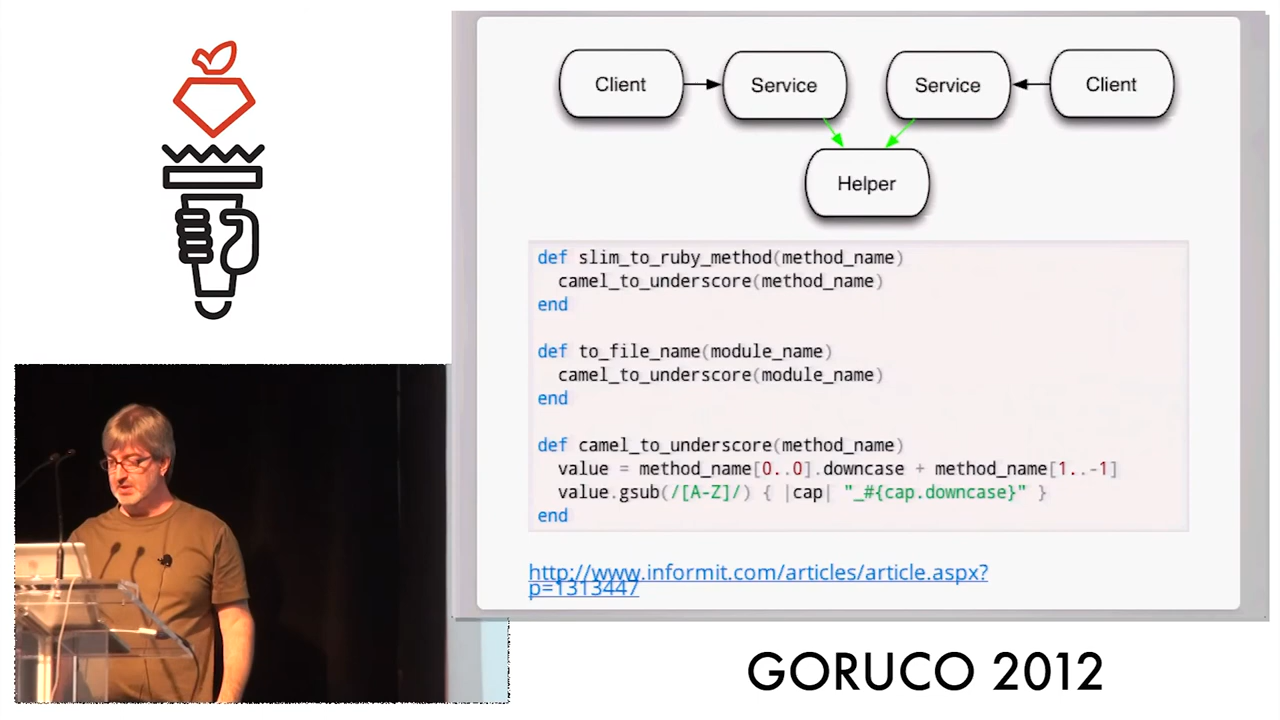 Client
Service
Service
Client
Helper
def slim_to_ruby_method(method_name)
  camel_to_underscore(method_name)
end
def to_file_name(module_name)
  camel_to_underscore(module_name)
end
def camel_to_underscore(method_name)
  value = method_name[0..0].downcase + method_name[1..-1]
  value.gsub(/[A-Z]/) { |cap| "_#{cap.downcase}" }
end
http://www.informit.com/articles/article.aspx?
p=1313447
GORUCO 2012